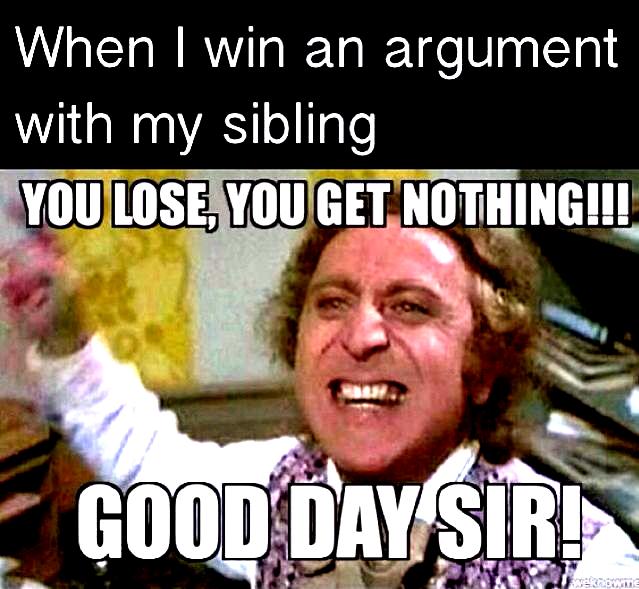 When I win an argument
with my sibling
YOU LOSE, YOU GET NOTHING!!!
GOOD DAY SIR!